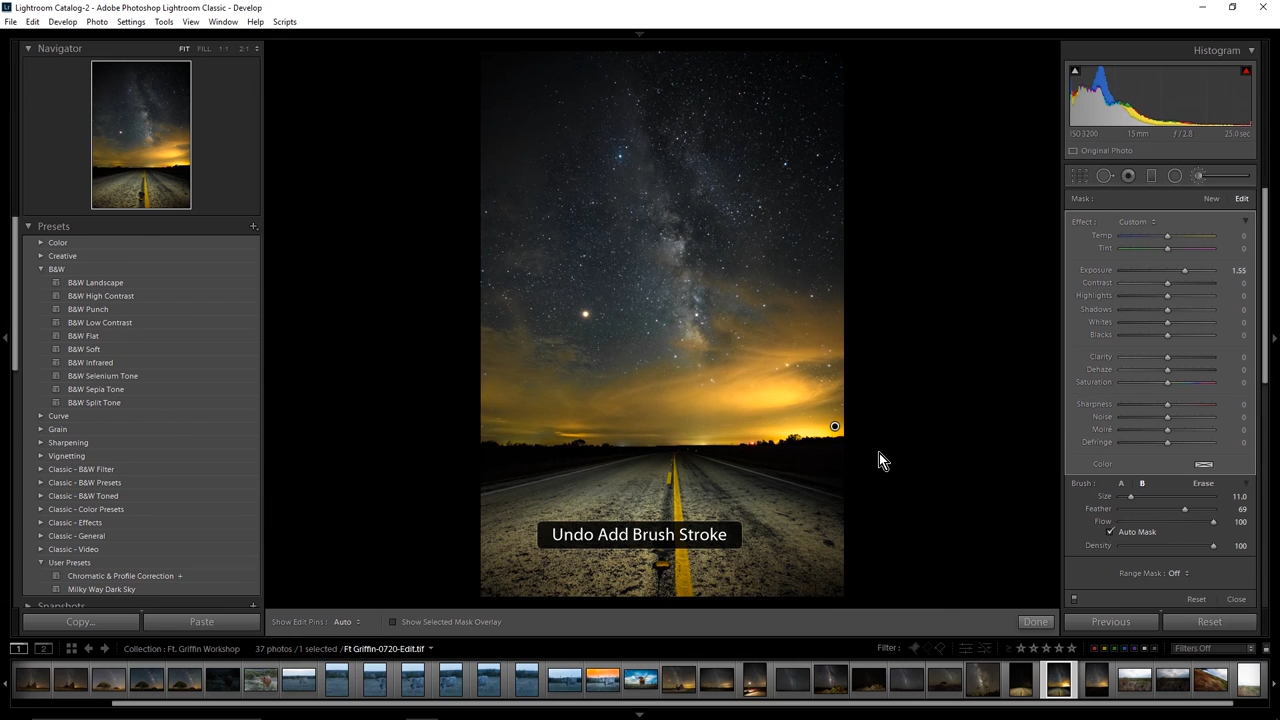 Lightroom Catalog-2 - Adobe Photoshop Lightroom Classic - Develop
File Edit Develop Photo Settings Tools View Window Help Scripts
Navigator FIT FILL 1:1 2:1
Presets
Color
Creative
B&W
B&W Landscape
B&W High Contrast
B&W Punch
B&W Low Contrast
B&W Flat
B&W Soft
B&W Infrared
B&W Selenium Tone
B&W Sepia Tone
B&W Split Tone
Curve
Grain
Sharpening
Vignetting
Classic - B&W Filter
Classic - B&W Presets
Classic - B&W Toned
Classic - Color Presets
Classic - Effects
Classic - General
Classic - Video
User Presets
Chromatic & Profile Correction +
Milky Way Dark Sky
Snapshots
Copy... Paste
Undo Add Brush Stroke
Show Edit Pins : Auto Show Selected Mask Overlay Done
Histogram
ISO 3200 15 mm ƒ / 2.8 25.0 sec
Original Photo
Mask : New Edit
Effect : Custom
Temp 0
Tint 0
Exposure 1.55
Contrast 0
Highlights 0
Shadows 0
Whites 0
Blacks 0
Clarity 0
Dehaze 0
Saturation 0
Sharpness 0
Noise 0
Moiré 0
Defringe 0
Color
Brush : A B Erase
Size 11.0
Feather 69
Flow 100
Auto Mask
Density 100
Range Mask : Off
Reset Close
Previous Reset
1 2 Collection : Ft. Griffin Workshop 37 photos / 1 selected / Ft Griffin-0720-Edit.tif Filter : Filters Off